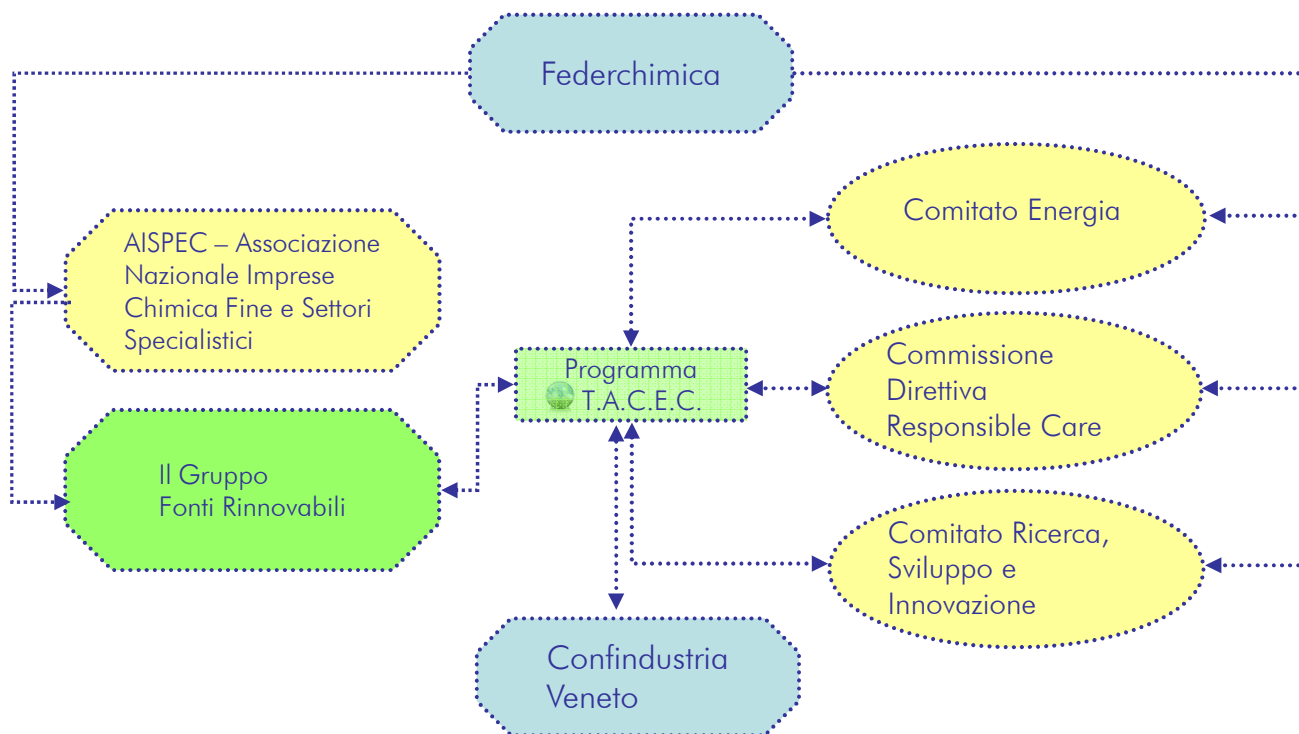 Federchimica
AISPEC – Associazione
Nazionale Imprese
Chimica Fine e Settori
Specialistici
Il Gruppo
Fonti Rinnovabili
Programma
T.A.C.E.C.
Comitato Energia
Commissione
Direttiva
Responsible Care
Comitato Ricerca,
Sviluppo e
Innovazione
Confindustria
Veneto